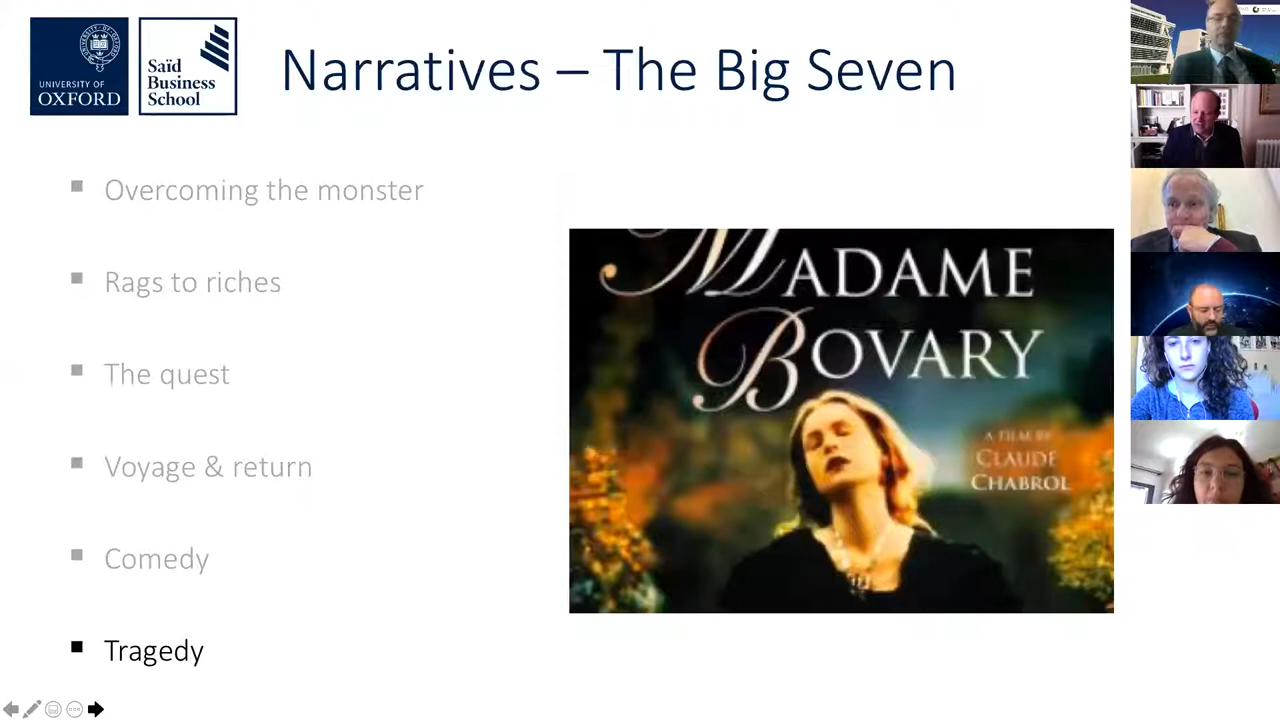 UNIVERSITY OF
OXFORD
Saïd
Business
School
Narratives – The Big Seven
Overcoming the monster
Rags to riches
The quest
Voyage & return
Comedy
Tragedy
MADAME
BOVARY
A FILM BY
CLAUDE
CHABROL